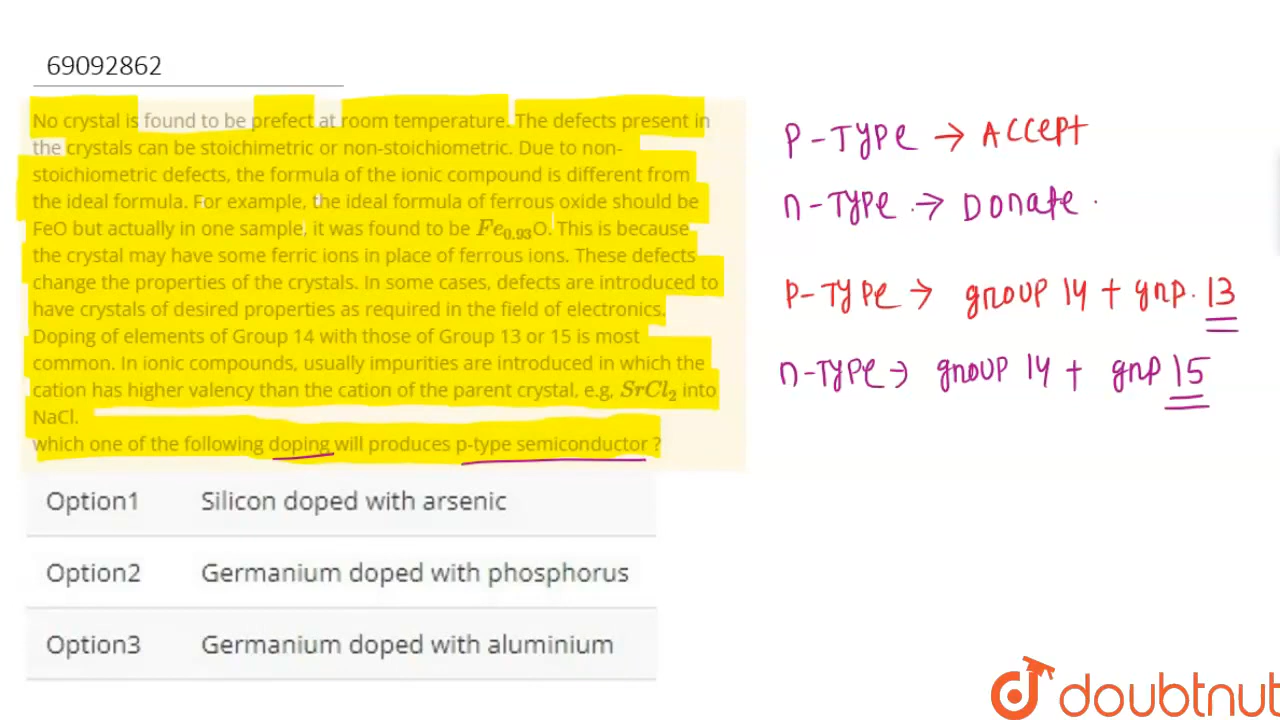 69092862
No crystal is found to be prefect at room temperature. The defects present in
the crystals can be stoichimetric or non-stoichiometric. Due to non-
stoichiometric defects, the formula of the ionic compound is different from
the ideal formula. For example, the ideal formula of ferrous oxide should be
FeO but actually in one sample, it was found to be Fe₀.₉₃O. This is because
the crystal may have some ferric ions in place of ferrous ions. These defects
change the properties of the crystals. In some cases, defects are introduced to
have crystals of desired properties as required in the field of electronics.
Doping of elements of Group 14 with those of Group 13 or 15 is most
common. In ionic compounds, usually impurities are introduced in which the
cation has higher valency than the cation of the parent crystal, e.g, SrCl₂ into
NaCl.
which one of the following doping will produces p-type semiconductor ?
Option1 Silicon doped with arsenic
Option2 Germanium doped with phosphorus
Option3 Germanium doped with aluminium
P-TYPE → ACCEPT
n-TYPE → Donate
P-TYPE → group 14 + grp. 13
n-TYPE → group 14 + grp 15
doubtnut